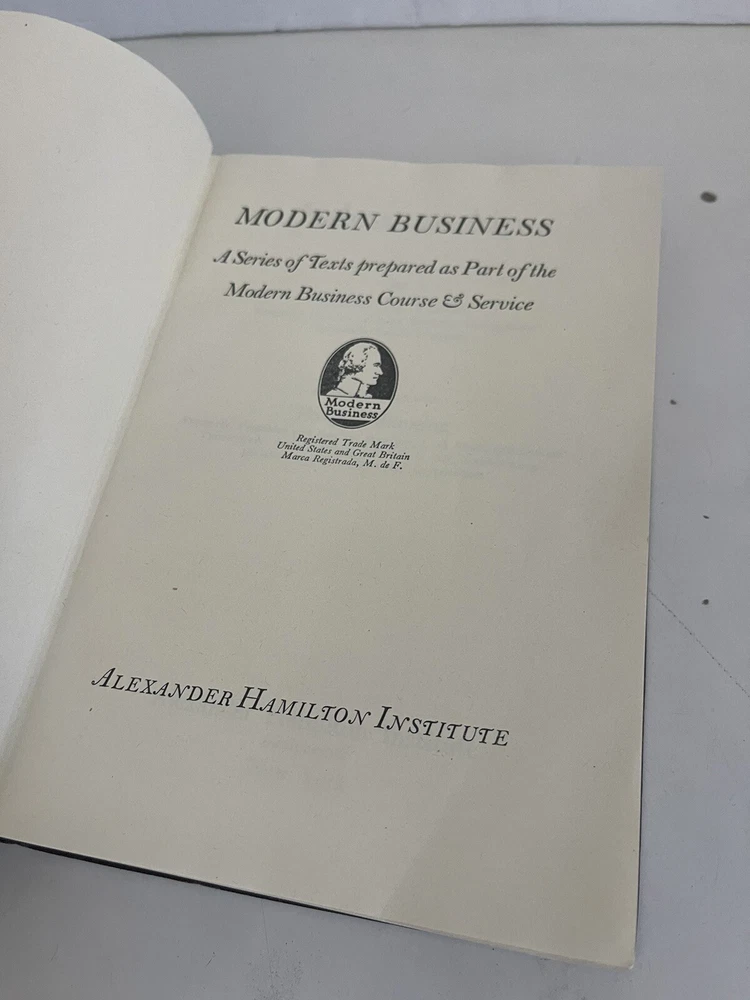 MODERN BUSINESS
A Series of Texts prepared as Part of the
Modern Business Course & Service
Modern
Business
Registered Trade Mark
United States and Great Britain
Marca Registrada, M. de F.
ALEXANDER HAMILTON INSTITUTE